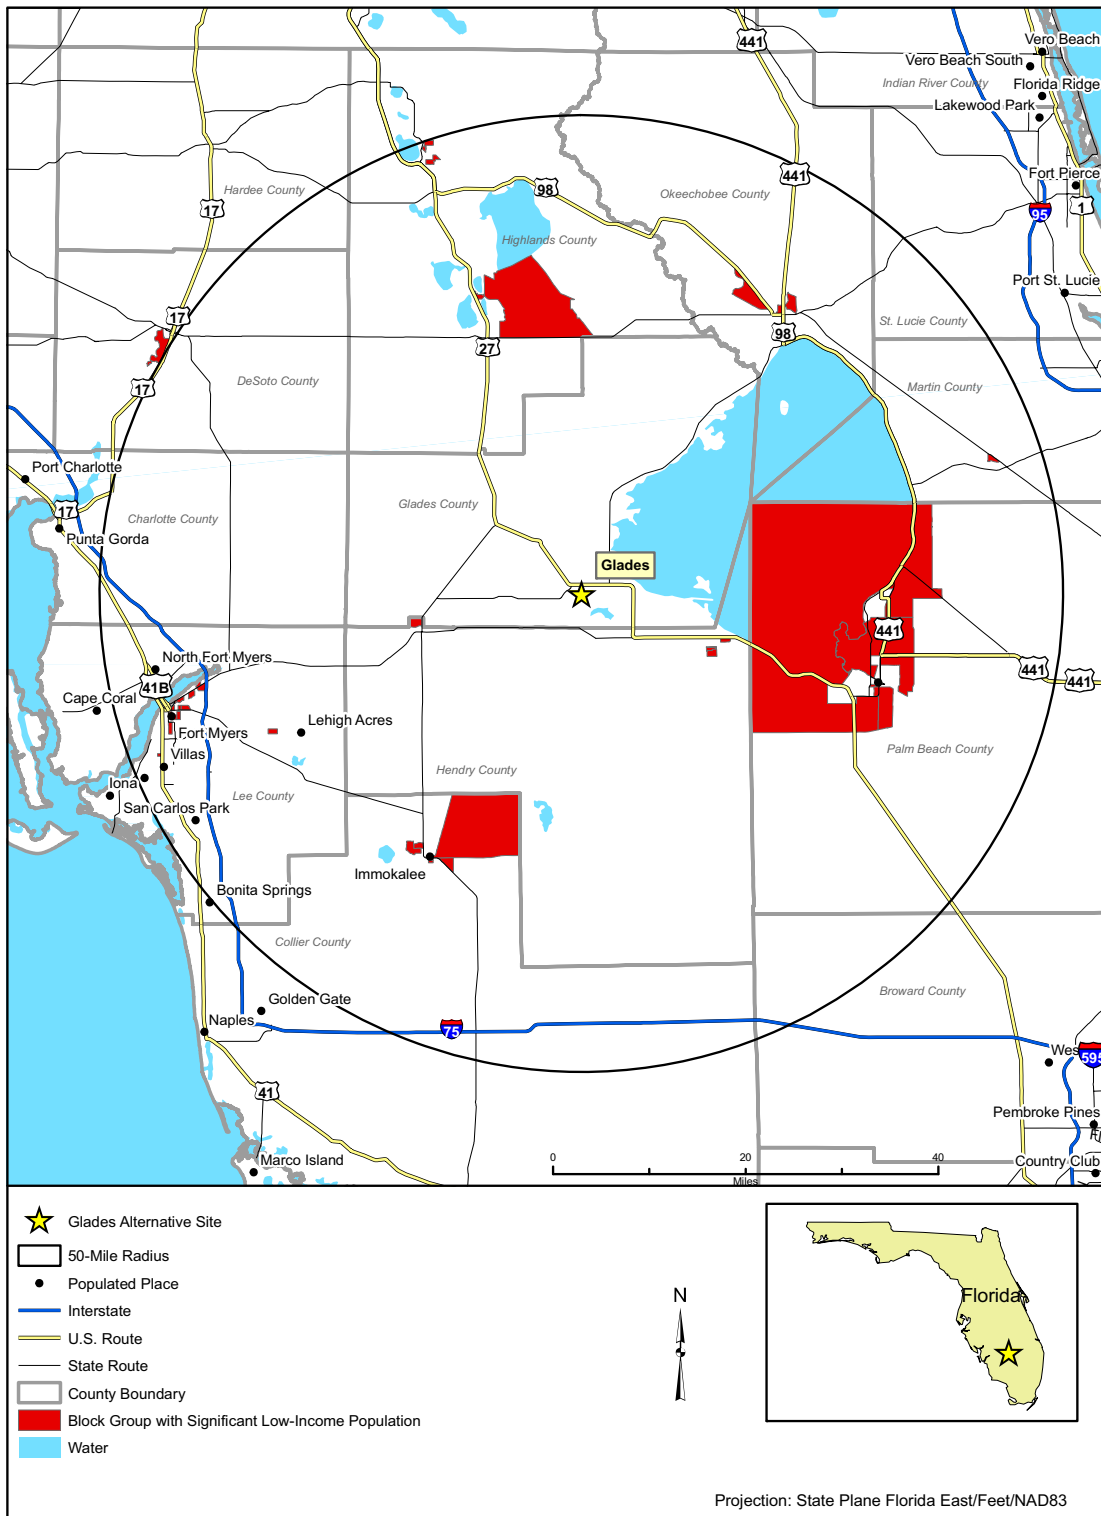 441
Vero Beach
Vero Beach South
Indian River County
Florida Ridge
Lakewood Park
Fort Pierce
Hardee County
98
Okeechobee County
441
17
1
95
Highlands County
Port St. Lucie
17
St. Lucie County
98
27
DeSoto County
17
Martin County
Port Charlotte
Glades County
17
Charlotte County
Punta Gorda
Glades
441
North Fort Myers
41B
441
441
Cape Coral
Lehigh Acres
Fort Myers
Villas
Palm Beach County
Hendry County
Iona
Lee County
San Carlos Park
Immokalee
Bonita Springs
Collier County
Broward County
Golden Gate
Naples
75
Wes
595
41
Pembroke Pines
Marco Island
Country Club
0
20
40
Miles
Glades Alternative Site
50-Mile Radius
Populated Place
Interstate
U.S. Route
State Route
County Boundary
Block Group with Significant Low-Income Population
Water
N
Florida
Projection: State Plane Florida East/Feet/NAD83